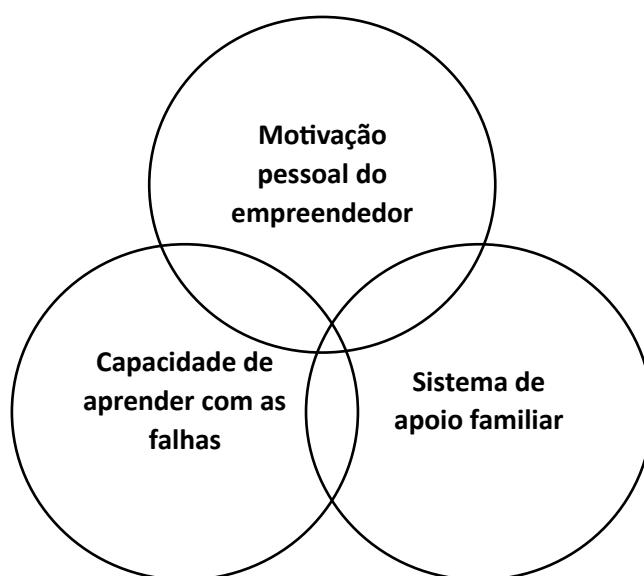 Motivação
pessoal do
empreendedor
Capacidade de
aprender com as
falhas
Sistema de
apoio familiar